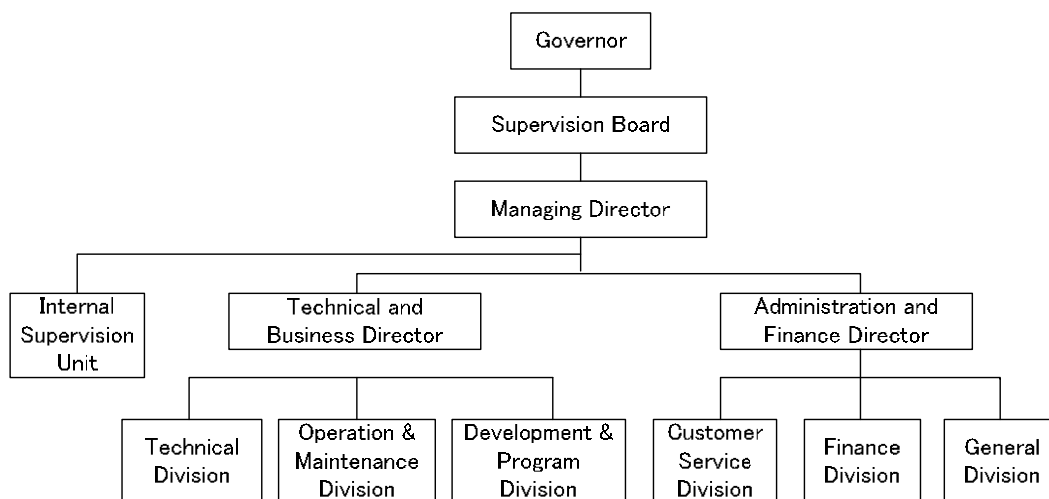 Governor
Supervision Board
Managing Director
Internal
Supervision
Unit
Technical and
Business Director
Administration and
Finance Director
Technical
Division
Operation &
Maintenance
Division
Development &
Program
Division
Customer
Service
Division
Finance
Division
General
Division